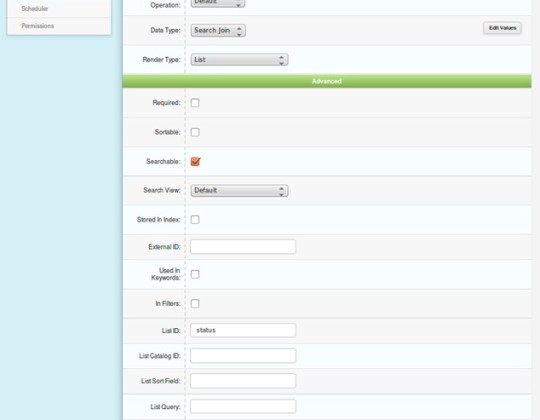 Scheduler
Permissions
Operation: Default
Data Type: Search Join Edit Values
Render Type: List
Advanced
Required:
Sortable:
Searchable:
Search View: Default
Stored In Index:
External ID:
Used In
Keywords:
In Filters:
List ID: status
List Catalog ID:
List Sort Field:
List Query: